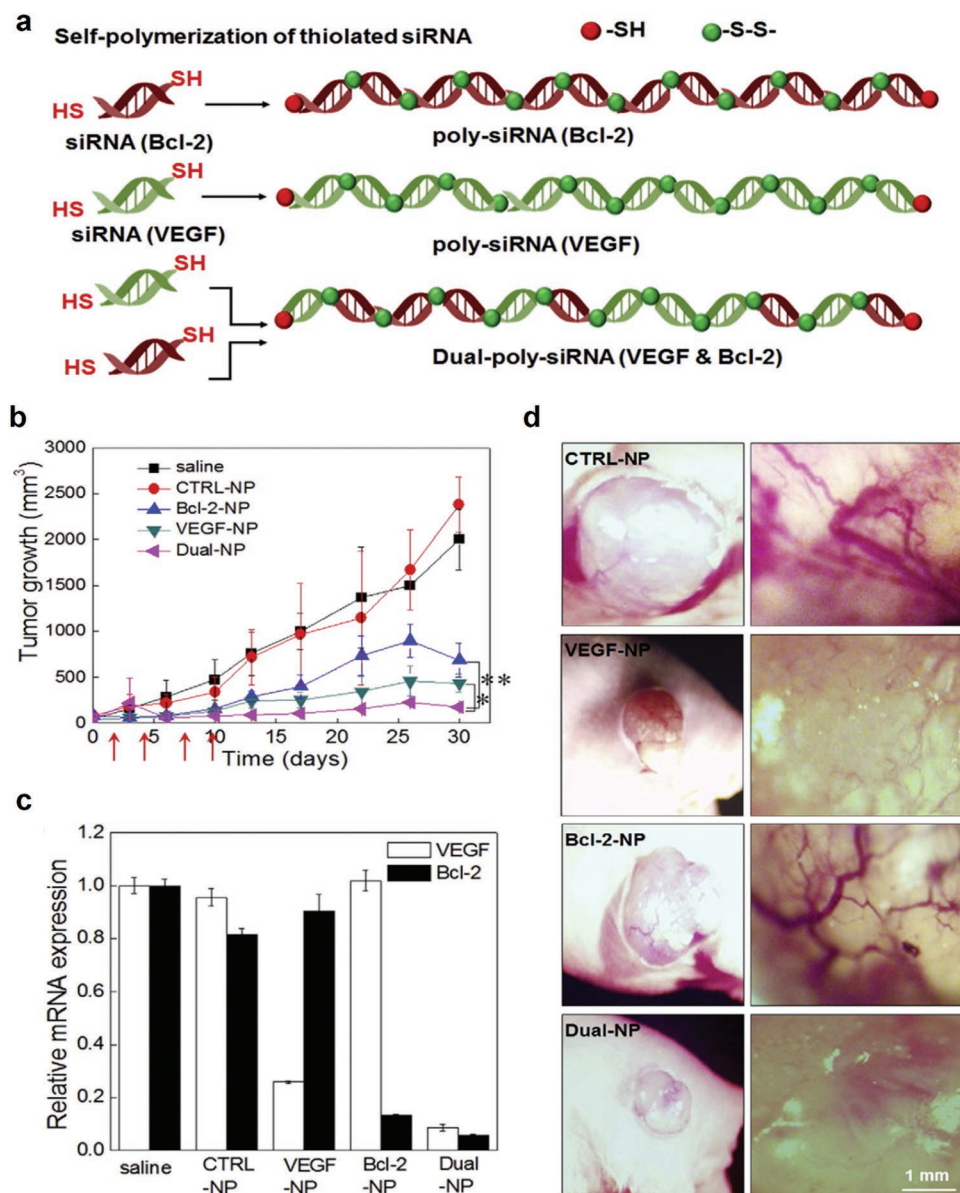 a
Self-polymerization of thiolated siRNA
-SH
-S-S-
SH
HS
siRNA (Bcl-2)
poly-siRNA (Bcl-2)
SH
HS
siRNA (VEGF)
poly-siRNA (VEGF)
SH
HS
SH
HS
Dual-poly-siRNA (VEGF & Bcl-2)
b
Tumor growth (mm³)
3000
2500
2000
1500
1000
500
0
saline
CTRL-NP
Bcl-2-NP
VEGF-NP
Dual-NP
**
*
0 5 10 15 20 25 30
Time (days)
c
Relative mRNA expression
1.2
1.0
0.8
0.6
0.4
0.2
0.0
VEGF
Bcl-2
saline CTRL VEGF Bcl-2 Dual
-NP -NP -NP -NP
d
CTRL-NP
VEGF-NP
Bcl-2-NP
Dual-NP
1 mm